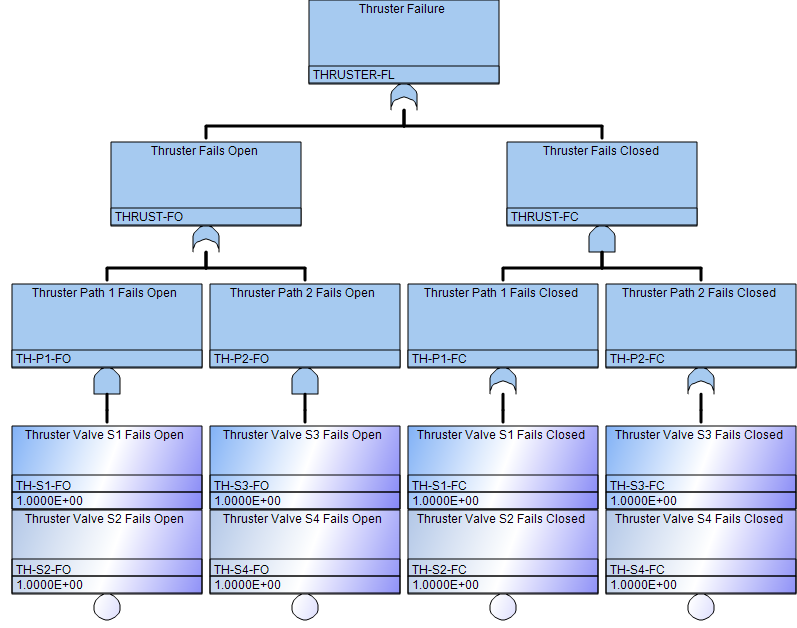 Thruster Failure
THRUSTER-FL
Thruster Fails Open
THRUST-FO
Thruster Fails Closed
THRUST-FC
Thruster Path 1 Fails Open
TH-P1-FO
Thruster Path 2 Fails Open
TH-P2-FO
Thruster Path 1 Fails Closed
TH-P1-FC
Thruster Path 2 Fails Closed
TH-P2-FC
Thruster Valve S1 Fails Open
TH-S1-FO
1.0000E+00
Thruster Valve S2 Fails Open
TH-S2-FO
1.0000E+00
Thruster Valve S3 Fails Open
TH-S3-FO
1.0000E+00
Thruster Valve S4 Fails Open
TH-S4-FO
1.0000E+00
Thruster Valve S1 Fails Closed
TH-S1-FC
1.0000E+00
Thruster Valve S2 Fails Closed
TH-S2-FC
1.0000E+00
Thruster Valve S3 Fails Closed
TH-S3-FC
1.0000E+00
Thruster Valve S4 Fails Closed
TH-S4-FC
1.0000E+00